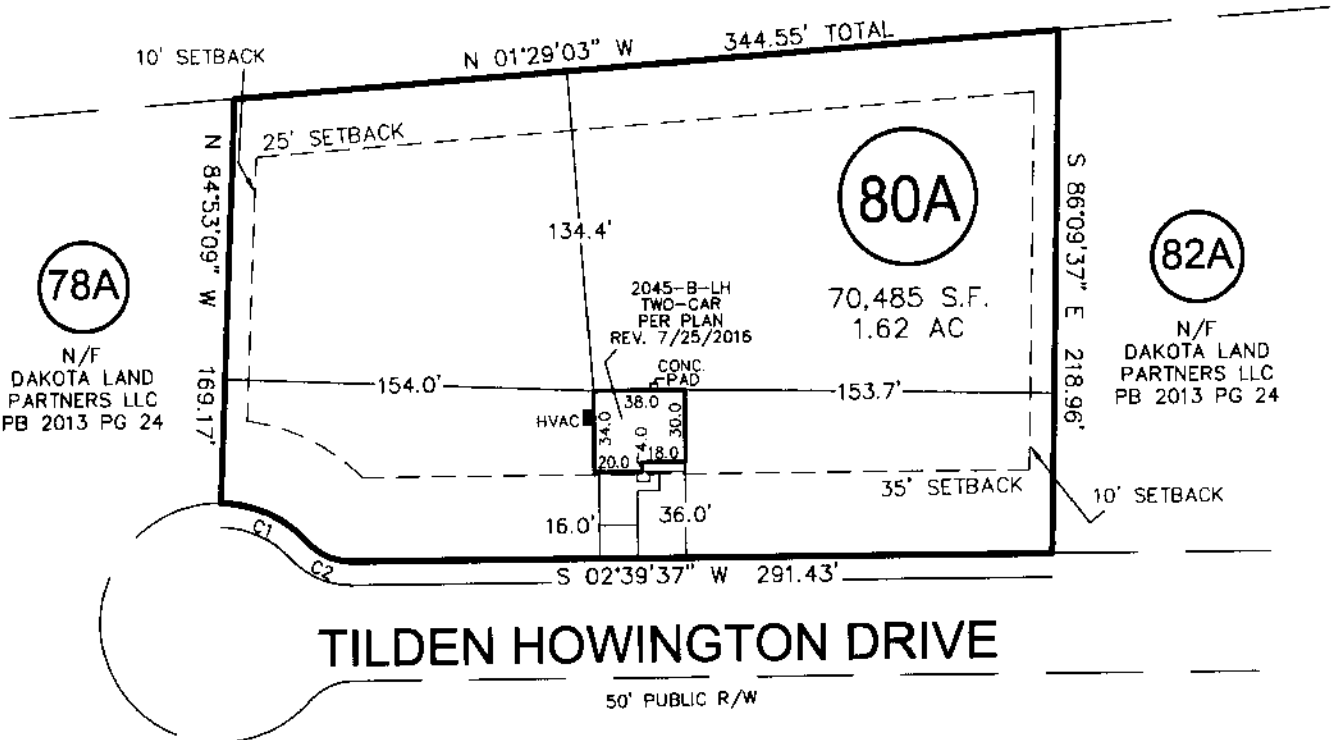 10' SETBACK
N 01°29'03" W 344.55' TOTAL
25' SETBACK
N 84°53'09" W 169.17'
S 86°09'37" E 218.96'
80A
70,485 S.F.
1.62 AC
134.4'
78A
N/F
DAKOTA LAND
PARTNERS LLC
PB 2013 PG 24
82A
N/F
DAKOTA LAND
PARTNERS LLC
PB 2013 PG 24
2045-B-LH
TWO-CAR
PER PLAN
REV. 7/25/2016
CONC.
PAD
154.0'
153.7'
HVAC
38.0
34.0
30.0
4.0
20.0
18.0
35' SETBACK
10' SETBACK
16.0'
36.0'
C1
C2
S 02°39'37" W 291.43'
TILDEN HOWINGTON DRIVE
50' PUBLIC R/W